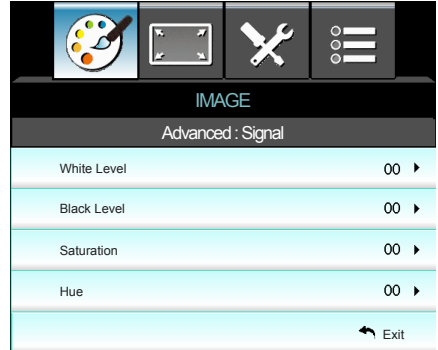 IMAGE
Advanced : Signal
White Level 00
Black Level 00
Saturation 00
Hue 00
Exit